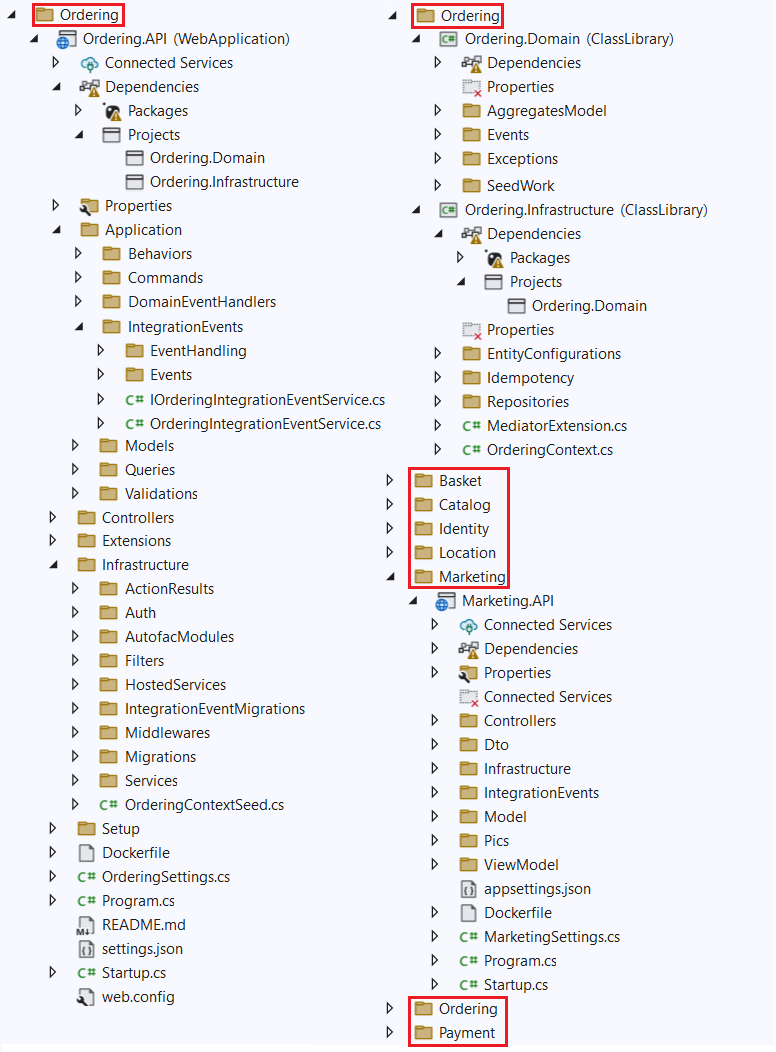 Ordering
Ordering.API (WebApplication)
Connected Services
Dependencies
Packages
Projects
Ordering.Domain
Ordering.Infrastructure
Properties
Application
Behaviors
Commands
DomainEventHandlers
IntegrationEvents
EventHandling
Events
C# IOrderingIntegrationEventService.cs
C# OrderingIntegrationEventService.cs
Models
Queries
Validations
Controllers
Extensions
Infrastructure
ActionResults
Auth
AutofacModules
Filters
HostedServices
IntegrationEventMigrations
Middlewares
Migrations
Services
C# OrderingContextSeed.cs
Setup
Dockerfile
C# OrderingSettings.cs
C# Program.cs
M README.md
settings.json
C# Startup.cs
web.config
Ordering
C# Ordering.Domain (ClassLibrary)
Dependencies
Properties
AggregatesModel
Events
Exceptions
SeedWork
C# Ordering.Infrastructure (ClassLibrary)
Dependencies
Packages
Projects
Ordering.Domain
Properties
EntityConfigurations
Idempotency
Repositories
C# MediatorExtension.cs
C# OrderingContext.cs
Basket
Catalog
Identity
Location
Marketing
Marketing.API
Connected Services
Dependencies
Properties
Connected Services
Controllers
Dto
Infrastructure
IntegrationEvents
Model
Pics
ViewModel
appsettings.json
Dockerfile
C# MarketingSettings.cs
C# Program.cs
C# Startup.cs
Ordering
Payment